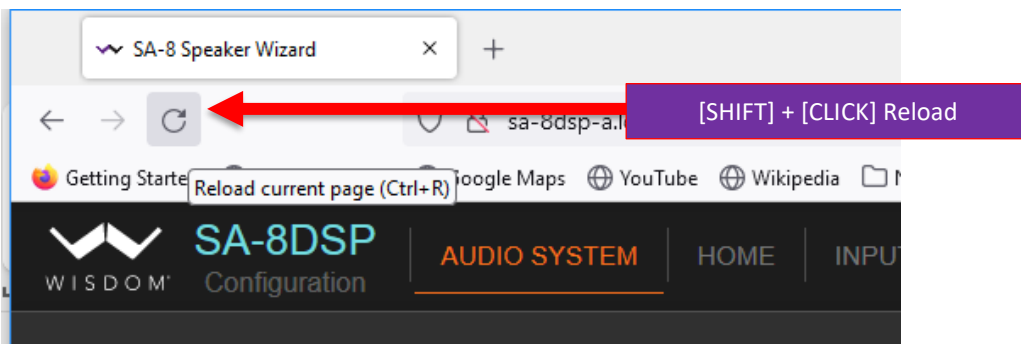 SA-8 Speaker Wizard
[SHIFT] + [CLICK] Reload
sa-8dsp-a.l
Getting Starte
Google Maps YouTube Wikipedia
Reload current page (Ctrl+R)
WISDOM
SA-8DSP
Configuration
AUDIO SYSTEM HOME INPU